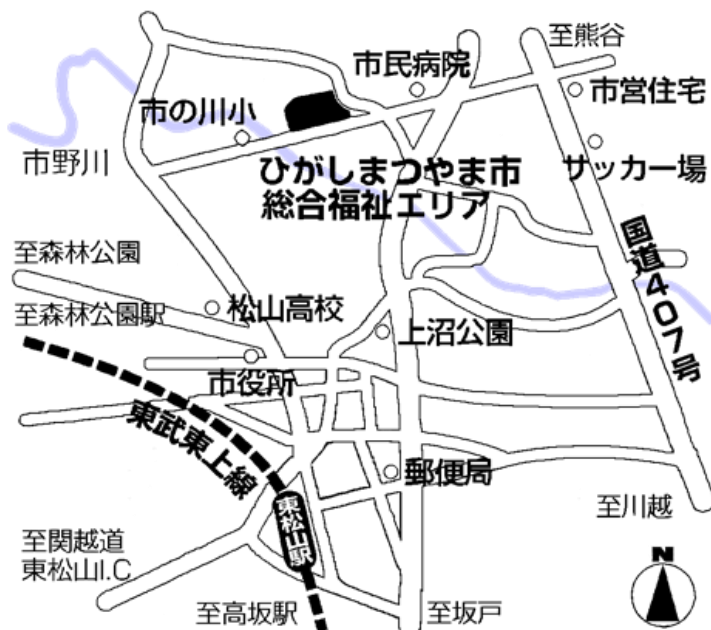 至熊谷
市民病院
市営住宅
市の川小
市野川
サッカー場
ひがしまつやま市
総合福祉エリア
国道407号
至森林公園
松山高校
至森林公園駅
上沼公園
市役所
東武東上線
郵便局
至川越
東松山駅
至関越道
東松山I.C
至高坂駅
至坂戸
N